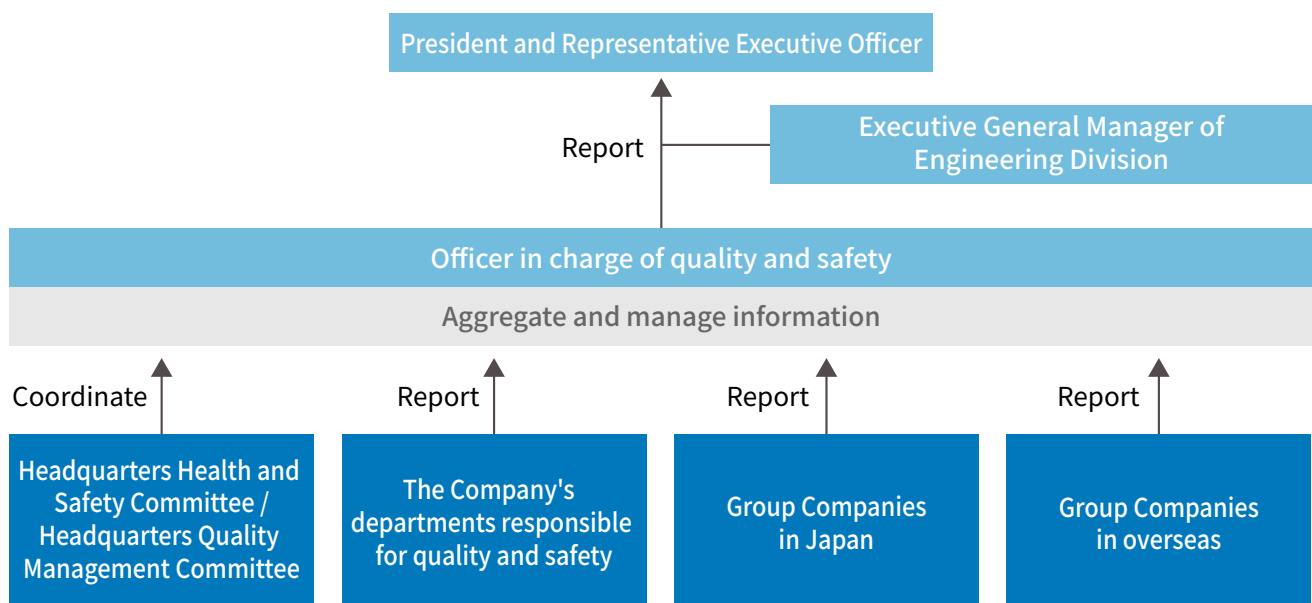 President and Representative Executive Officer
Report
Executive General Manager of
Engineering Division
Officer in charge of quality and safety
Aggregate and manage information
Coordinate
Report
Report
Report
Headquarters Health and
Safety Committee /
Headquarters Quality
Management Committee
The Company's
departments responsible
for quality and safety
Group Companies
in Japan
Group Companies
in overseas